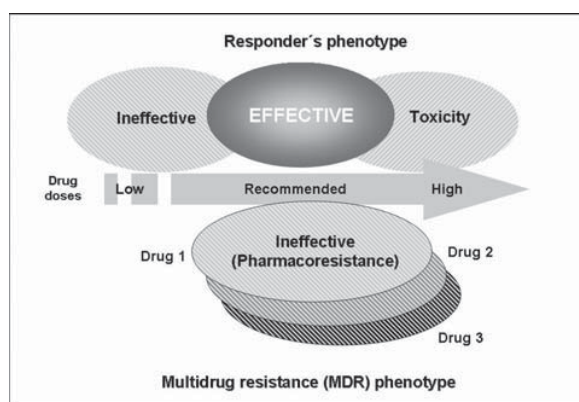 Responder´s phenotype
Ineffective
EFFECTIVE
Toxicity
Drug
doses
Low
Recommended
High
Drug 1
Ineffective
(Pharmacoresistance)
Drug 2
Drug 3
Multidrug resistance (MDR) phenotype